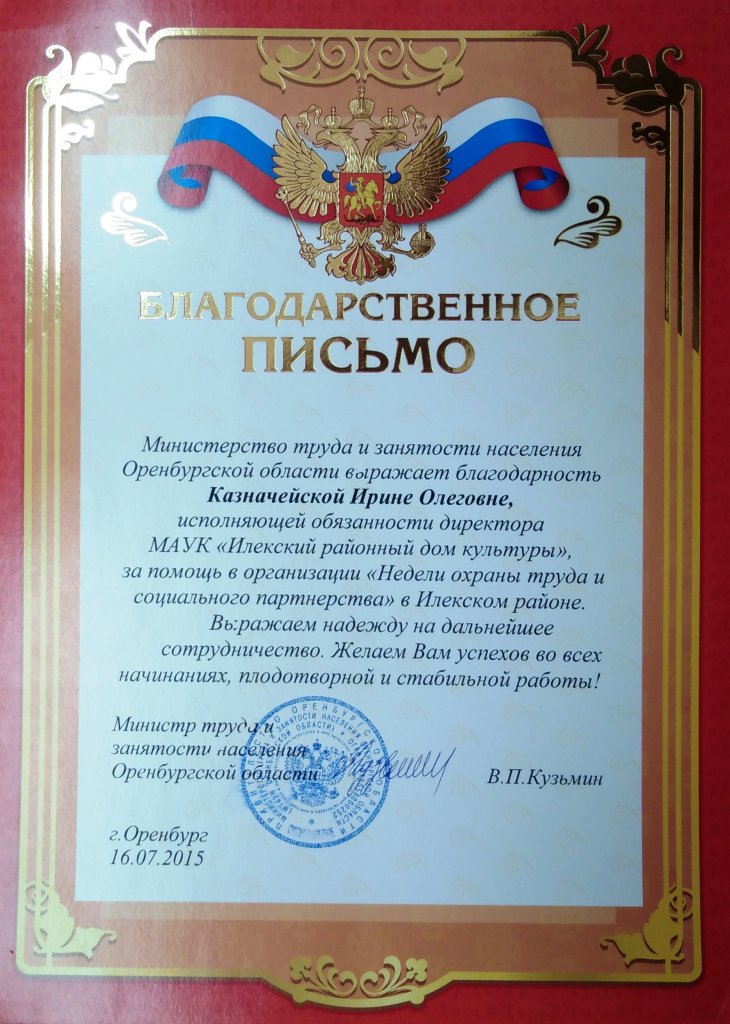 БЛАГОДАРСТВЕННОЕ
ПИСЬМО
Министерство труда и занятости населения
Оренбургской области выражает благодарность
Казначейской Ирине Олеговне,
исполняющей обязанности директора
МАУК «Илекский районный дом культуры»,
за помощь в организации «Недели охраны труда и
социального партнерства» в Илекском районе.
Выражаем надежду на дальнейшее
сотрудничество. Желаем Вам успехов во всех
начинаниях, плодотворной и стабильной работы!
Министр труда и
занятости населения
Оренбургской области
В.П.Кузьмин
г.Оренбург
16.07.2015